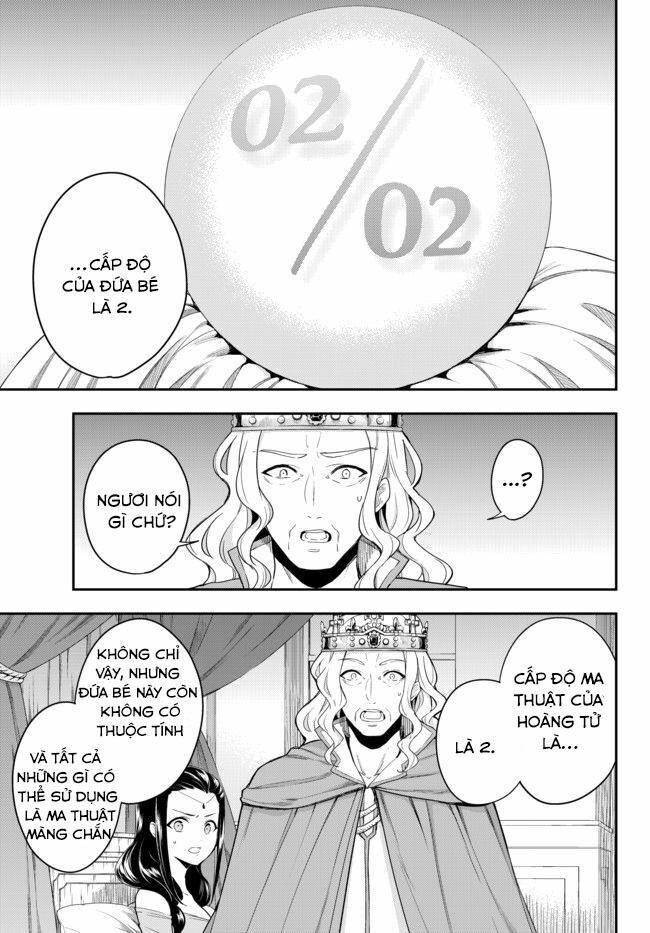 02/02
...CẤP ĐỘ
CỦA ĐỨA BÉ
LÀ 2.
...?
NGƯƠI NÓI
GÌ CHỨ?
CẤP ĐỘ MA
THUẬT CỦA
HOÀNG TỬ
LÀ...
LÀ 2.
KHÔNG CHỈ
VẬY, NHƯNG
ĐỨA BÉ NÀY CÒN
KHÔNG CÓ
THUỘC TÍNH
VÀ TẤT CẢ
NHỮNG GÌ CÓ
THỂ SỬ DỤNG
LÀ MA THUẬT
MÀNG CHẮN